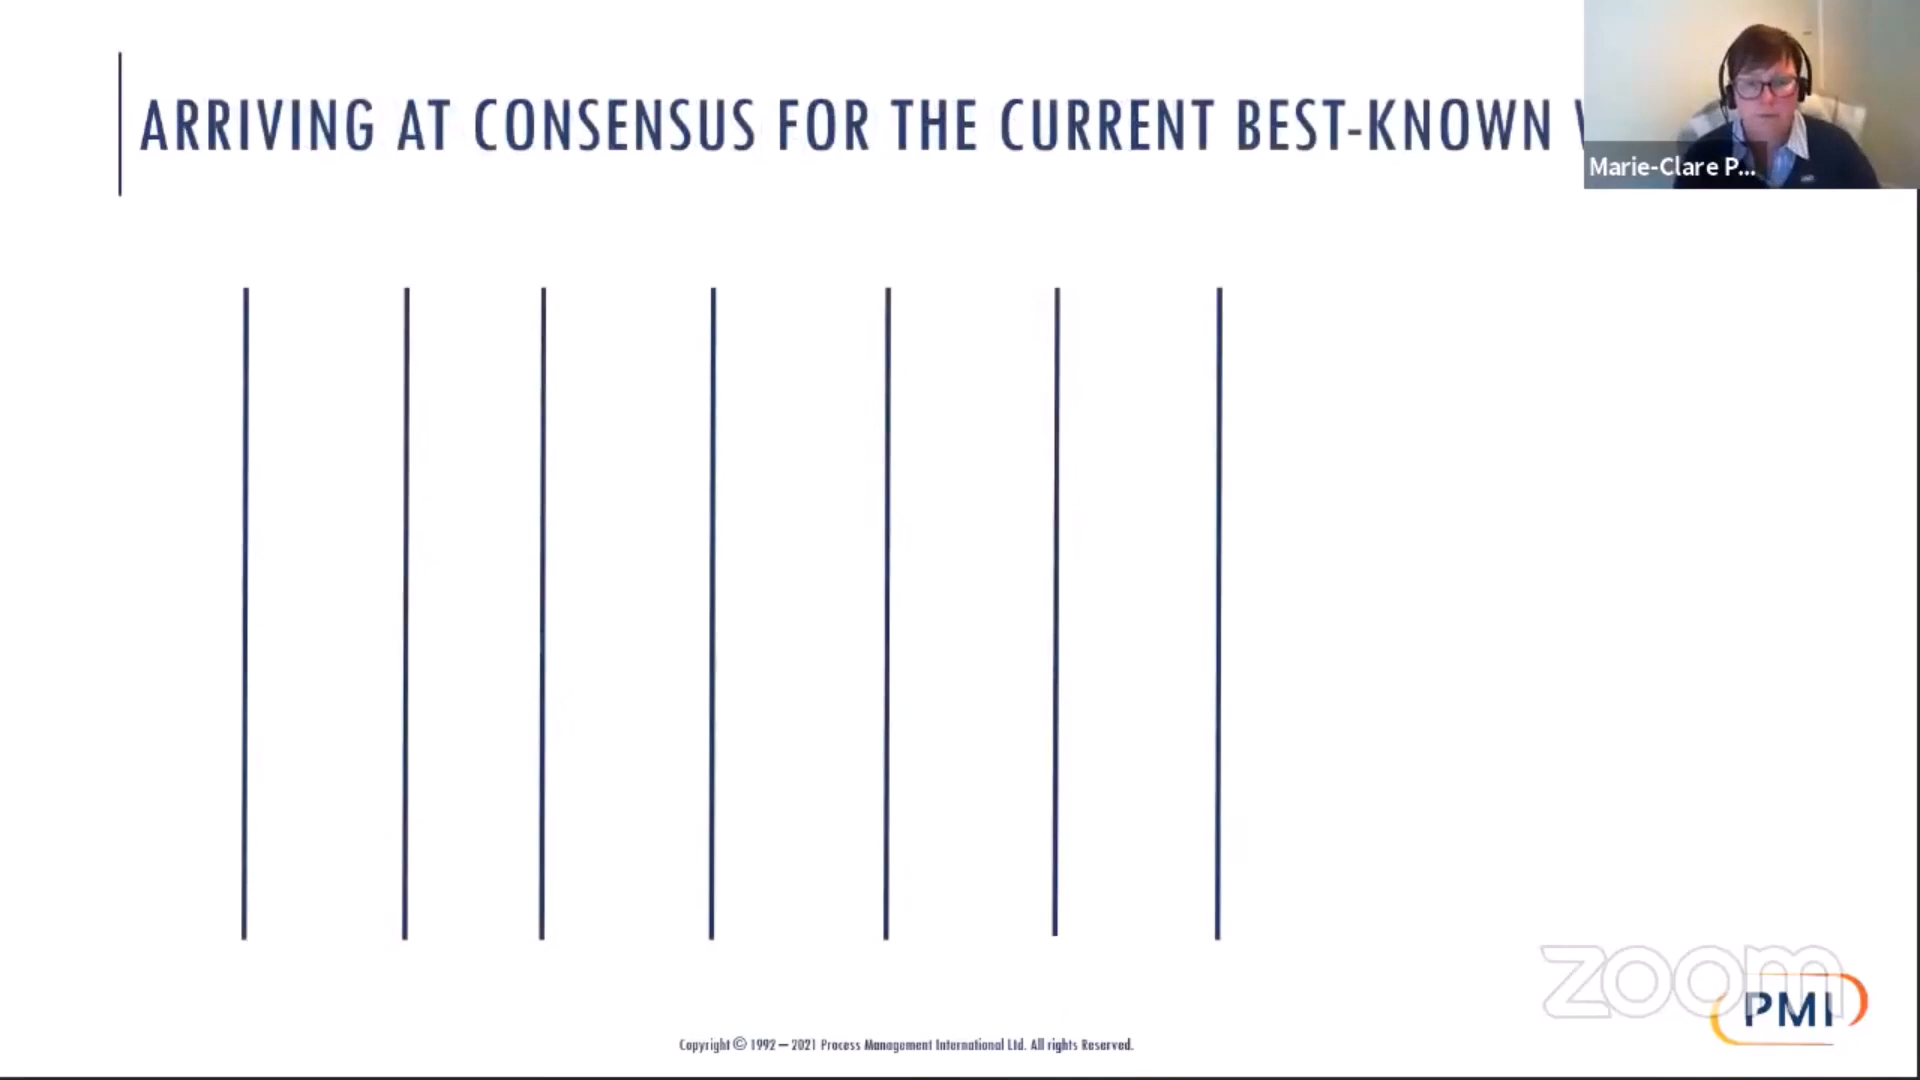 ARRIVING AT CONSENSUS FOR THE CURRENT BEST-KNOWN
Marie-Clare P...
zoom
PMI
Copyright © 1992 – 2021 Process Management International Ltd. All rights Reserved.